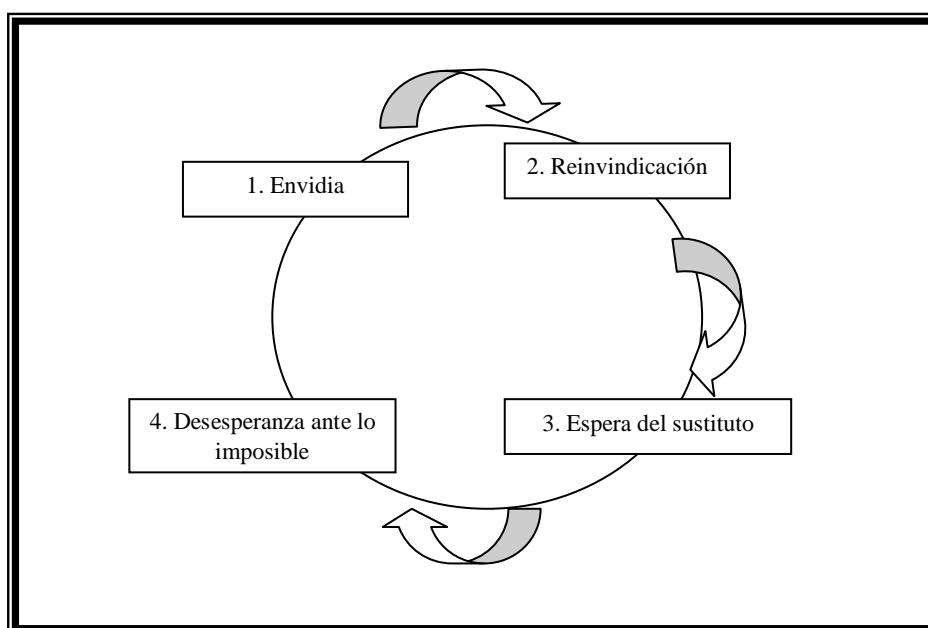 1. Envidia
2. Reinvindicación
3. Espera del sustituto
4. Desesperanza ante lo
imposible